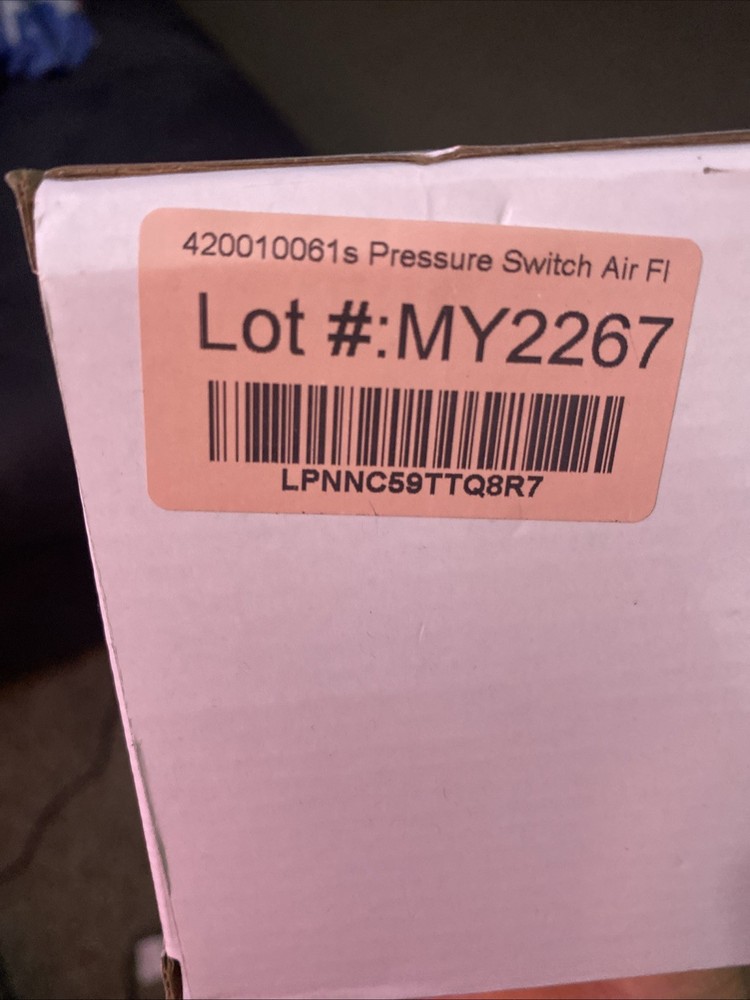 420010061s Pressure Switch Air Fl
Lot #:MY2267
LPNNC59TTQ8R7